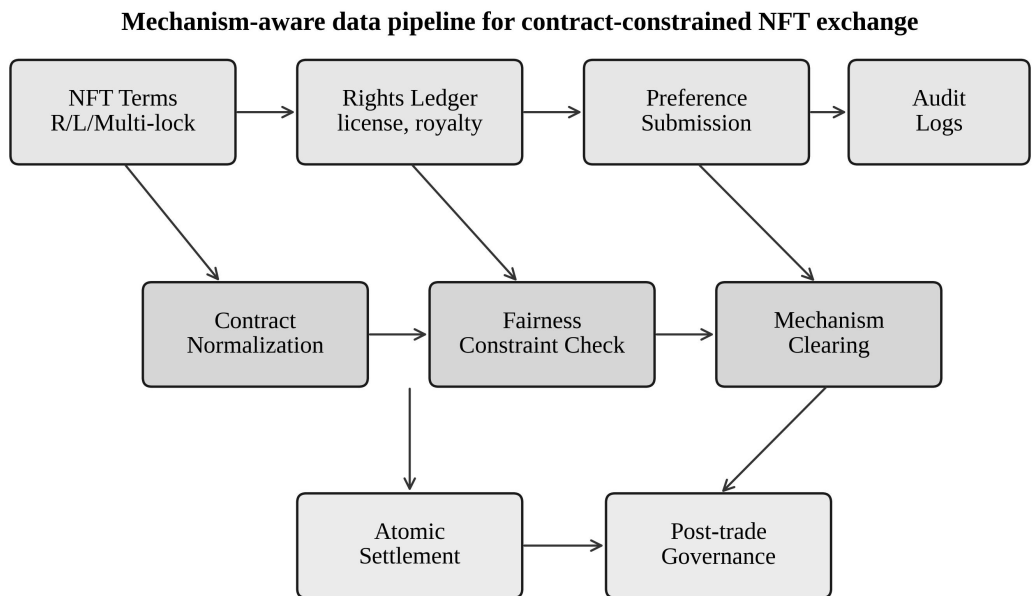 Mechanism-aware data pipeline for contract-constrained NFT exchange
NFT Terms
R/L/Multi-lock
Rights Ledger
license, royalty
Preference
Submission
Audit
Logs
Contract
Normalization
Fairness
Constraint Check
Mechanism
Clearing
Atomic
Settlement
Post-trade
Governance